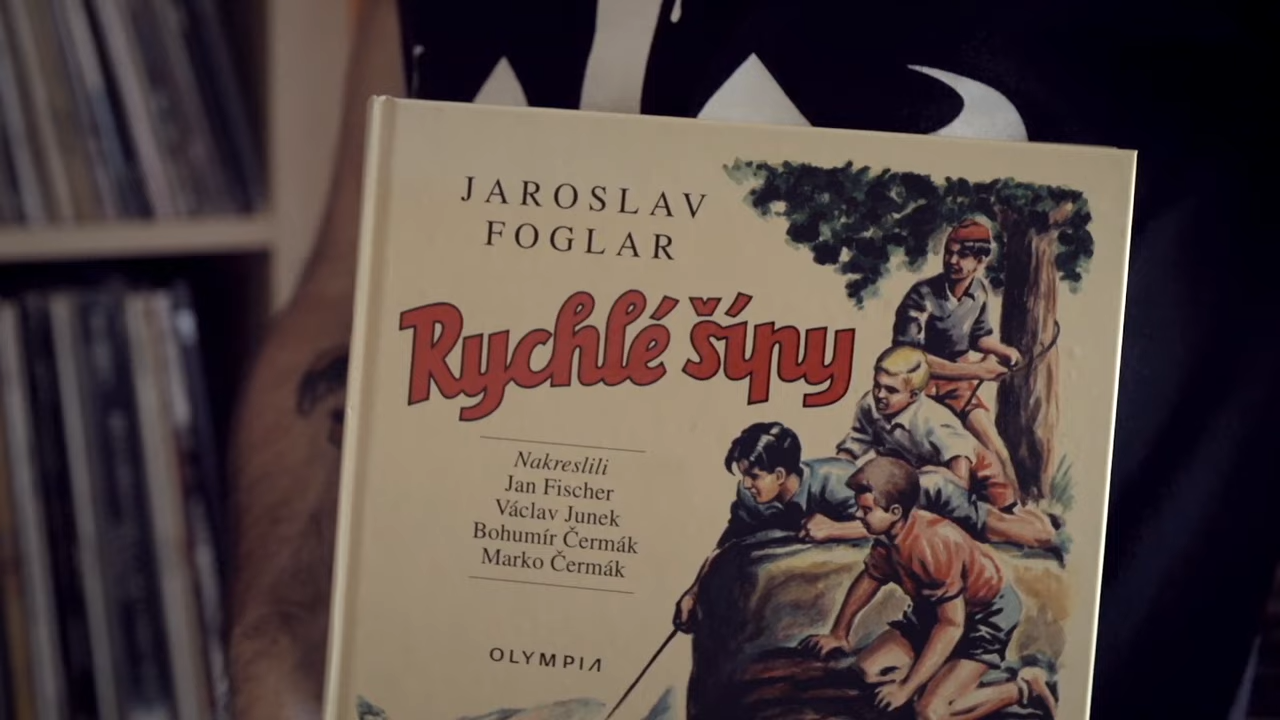 JAROSLAV
FOGLAR
Rychlé šípy
Nakreslili
Jan Fischer
Václav Junek
Bohumír Čermák
Marko Čermák
OLYMPIA